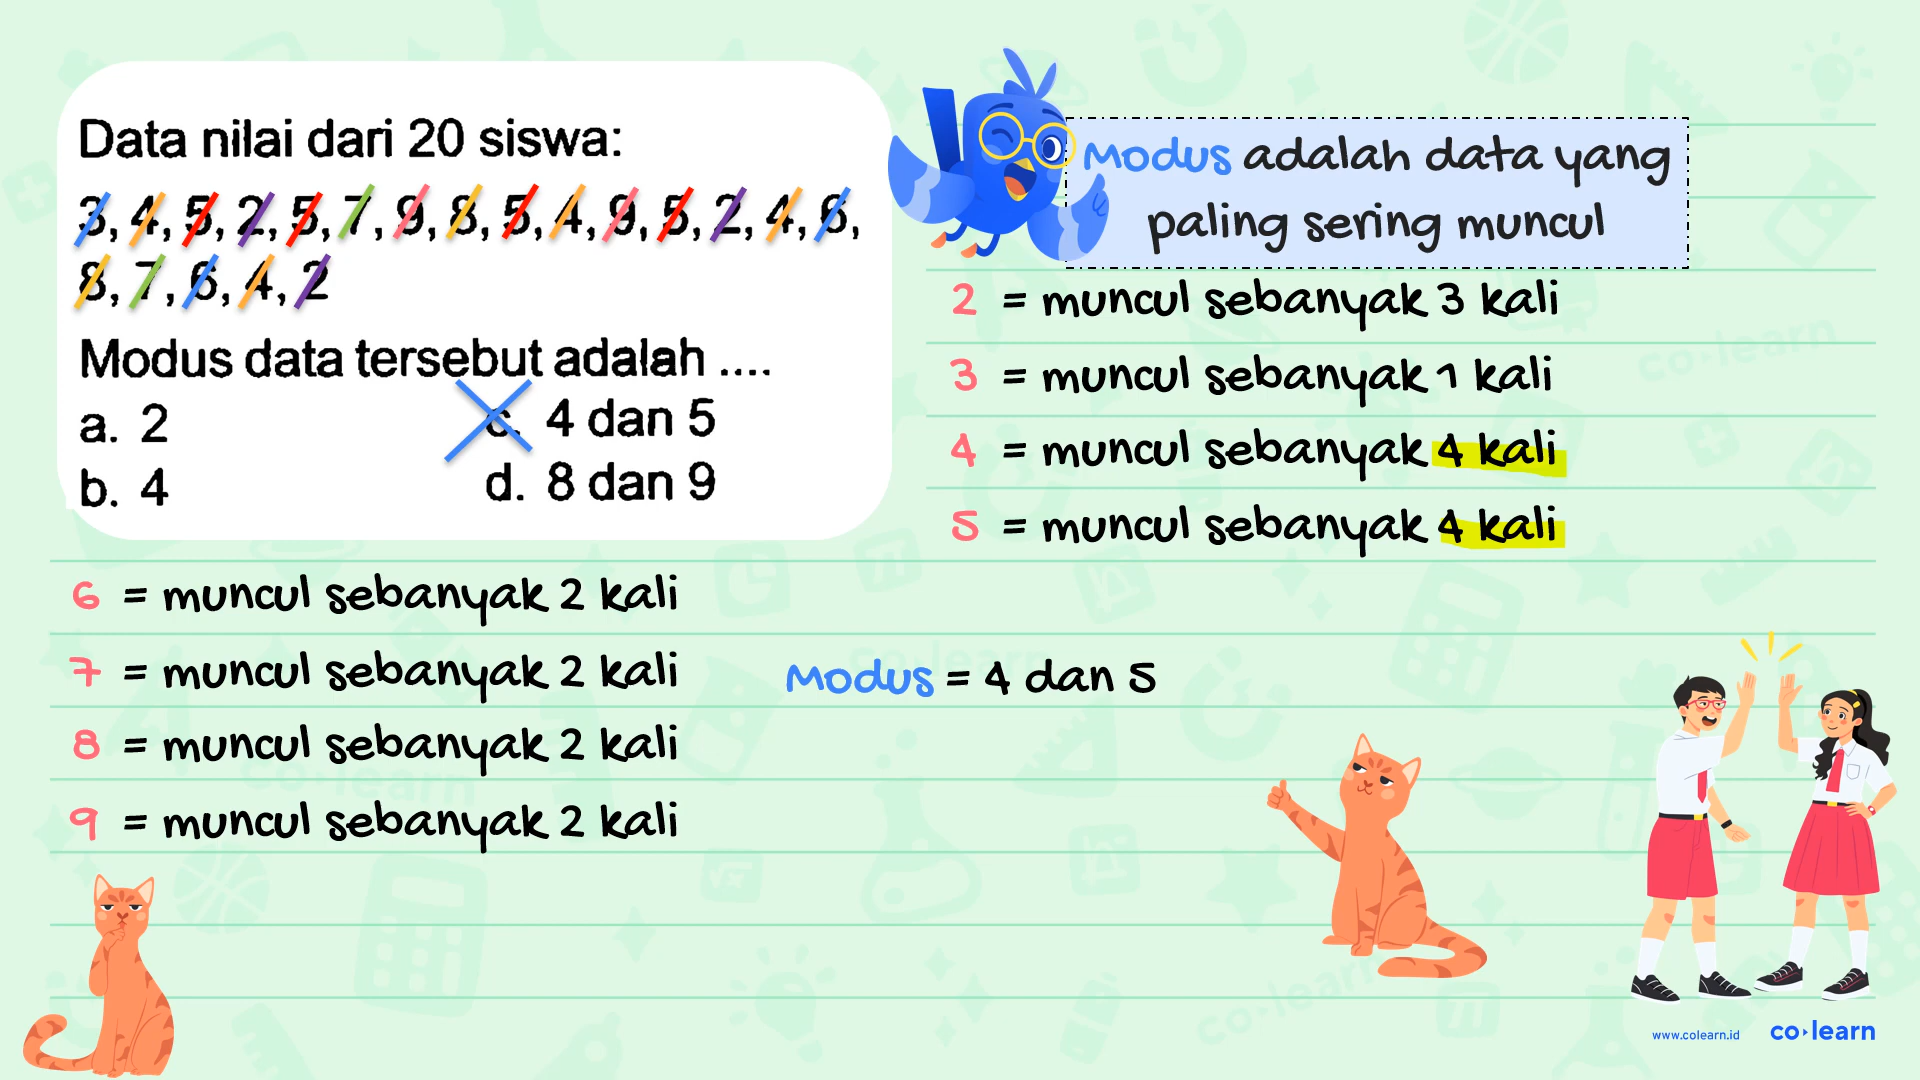 Data nilai dari 20 siswa:
3, 4, 5, 2, 5, 7, 9, 8, 5, 4, 9, 5, 2, 4, 6,
8, 7, 6, 4, 2
Modus data tersebut adalah ....
a. 2
b. 4
c. 4 dan 5
d. 8 dan 9
Modus adalah data yang
paling sering muncul
2 = muncul sebanyak 3 kali
3 = muncul sebanyak 1 kali
4 = muncul sebanyak 4 kali
5 = muncul sebanyak 4 kali
6 = muncul sebanyak 2 kali
7 = muncul sebanyak 2 kali
8 = muncul sebanyak 2 kali
9 = muncul sebanyak 2 kali
Modus = 4 dan 5
www.colearn.id
co·learn